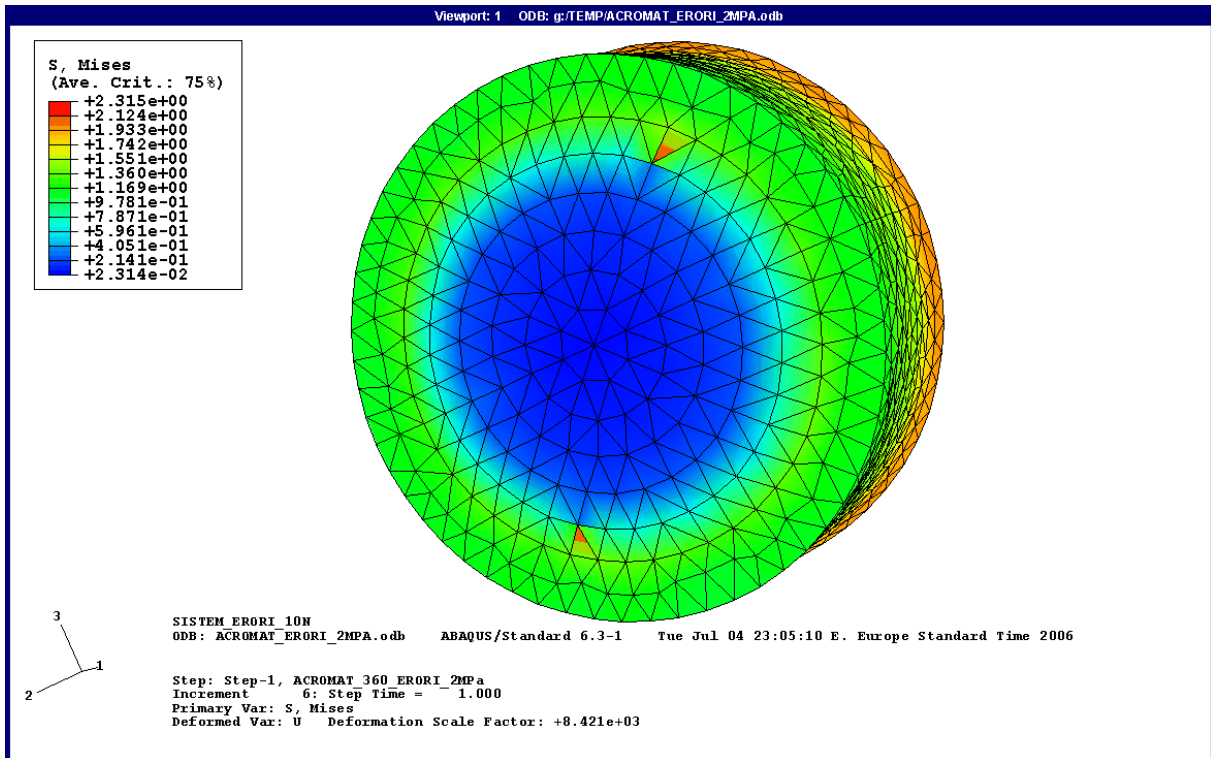 Viewport: 1 ODB: g:/TEMP/ACROMAT_ERORI_2MPA.odb
S, Mises
(Ave. Crit.: 75%)
+2.315e+00
+2.124e+00
+1.933e+00
+1.742e+00
+1.551e+00
+1.360e+00
+1.169e+00
+9.781e-01
+7.871e-01
+5.961e-01
+4.051e-01
+2.141e-01
+2.314e-02
3
1
2
SISTEM_ERORI_10N
ODB: ACROMAT_ERORI_2MPA.odb ABAQUS/Standard 6.3-1 Tue Jul 04 23:05:10 E. Europe Standard Time 2006
Step: Step-1, ACROMAT_360_ERORI_2MPa
Increment 6: Step Time = 1.000
Primary Var: S, Mises
Deformed Var: U Deformation Scale Factor: +8.421e+03